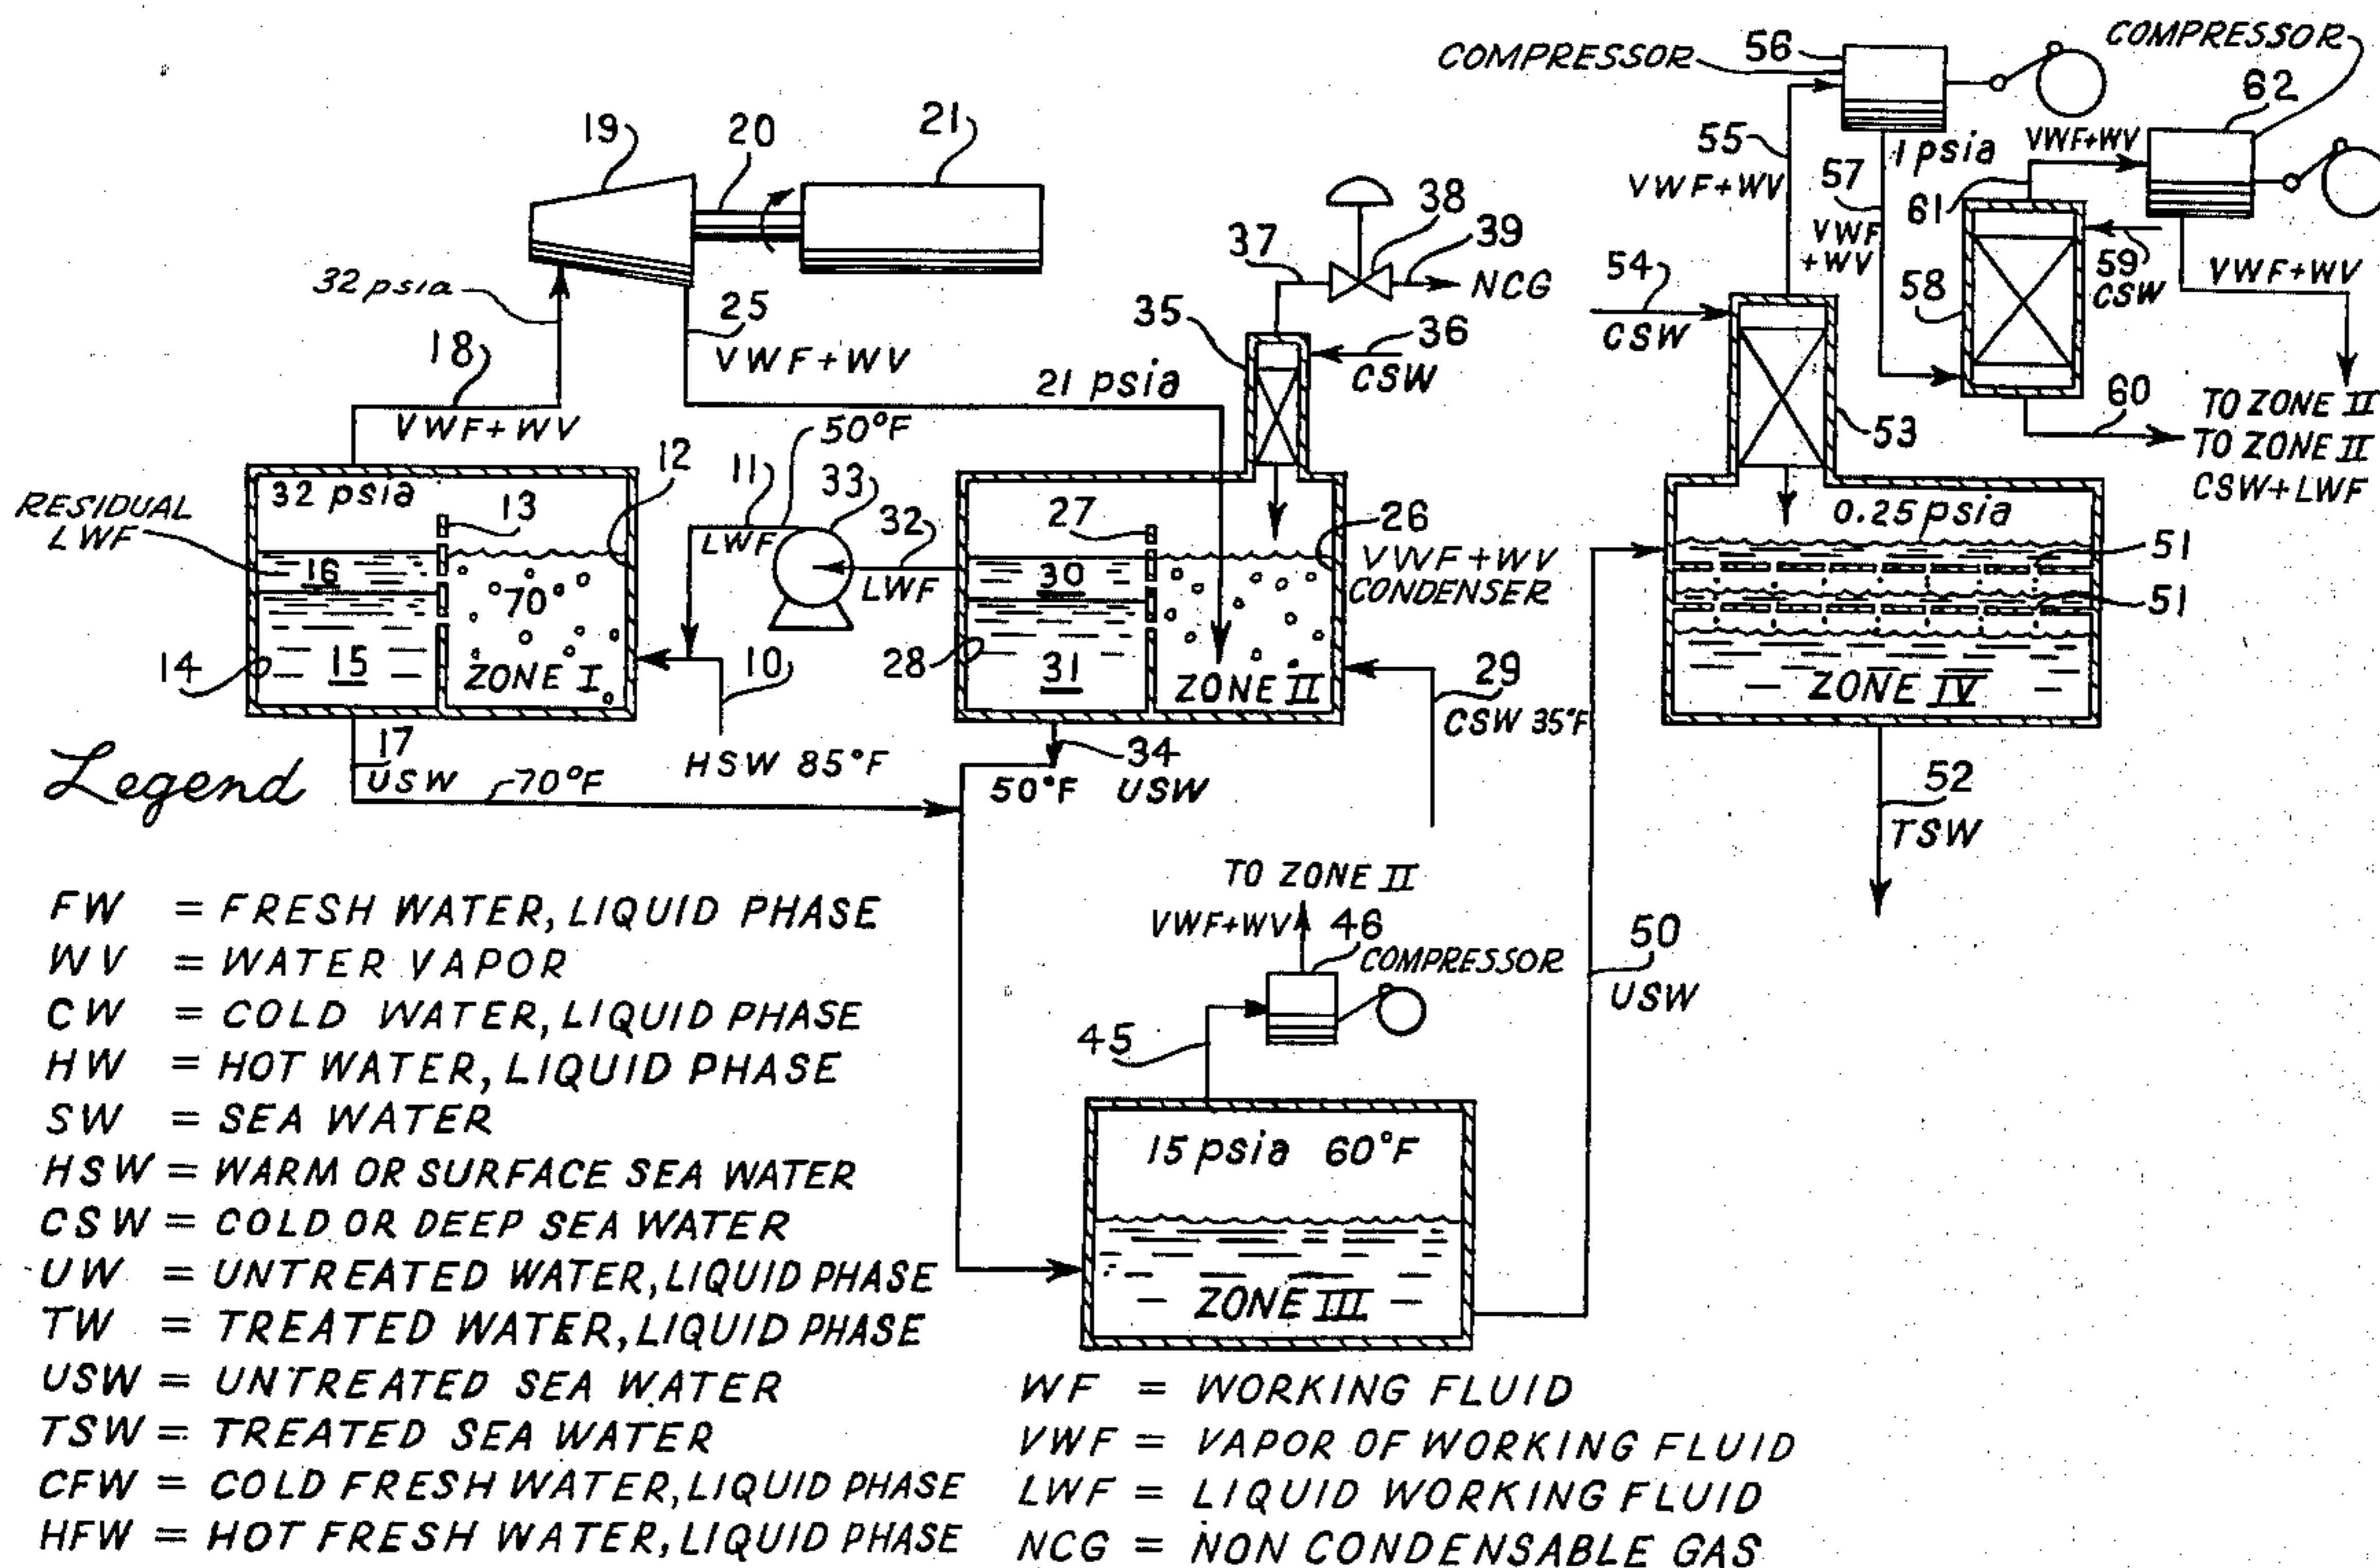 COMPRESSOR
56
COMPRESSOR
62
19
20
21
55
VWF+WV
1 psia
57
VWF
+WV
VWF+WV
61
59
CSW
VWF+WV
32 psia
18
VWF+WV
25
VWF+WV
21 psia
37
38
39
NCG
35
36
CSW
54
CSW
58
53
60
TO ZONE II
TO ZONE II
CSW+LWF
RESIDUAL
LWF
32 psia
13
12
11
50°F
LWF
33
32
LWF
27
26
VWF+WV
CONDENSER
16
70°
14
15
ZONE I
10
HSW 85°F
30
28
31
ZONE II
29
CSW 35°F
0.25 psia
51
51
ZONE IV
17
USW
70°F
34
50°F USW
52
TSW
TO ZONE II
VWF+WV
46
COMPRESSOR
45
50
USW
15 psia 60°F
ZONE III
Legend
FW = FRESH WATER, LIQUID PHASE
WV = WATER VAPOR
CW = COLD WATER, LIQUID PHASE
HW = HOT WATER, LIQUID PHASE
SW = SEA WATER
HSW = WARM OR SURFACE SEA WATER
CSW = COLD OR DEEP SEA WATER
UW = UNTREATED WATER, LIQUID PHASE
TW = TREATED WATER, LIQUID PHASE
USW = UNTREATED SEA WATER
TSW = TREATED SEA WATER
CFW = COLD FRESH WATER, LIQUID PHASE
HFW = HOT FRESH WATER, LIQUID PHASE
WF = WORKING FLUID
VWF = VAPOR OF WORKING FLUID
LWF = LIQUID WORKING FLUID
NCG = NON CONDENSABLE GAS